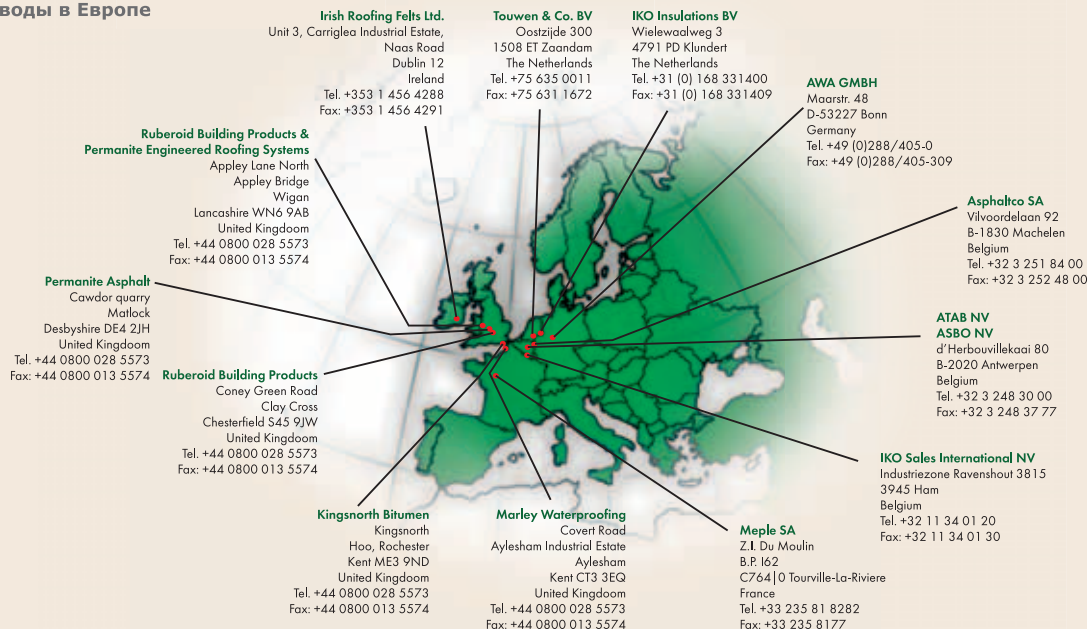 воды в Европе
Irish Roofing Felts Ltd.
Unit 3, Carriglea Industrial Estate,
Naas Road
Dublin 12
Ireland
Tel. +353 1 456 4288
Fax: +353 1 456 4291
Touwen & Co. BV
Oostzijde 300
1508 ET Zaandam
The Netherlands
Tel. +75 635 0011
Fax: +75 631 1672
IKO Insulations BV
Wielewaalweg 3
4791 PD Klundert
The Netherlands
Tel. +31 (0) 168 331400
Fax: +31 (0) 168 331409
AWA GMBH
Maarstr. 48
D-53227 Bonn
Germany
Tel. +49 (0)288/405-0
Fax: +49 (0)288/405-309
Ruberoid Building Products &
Permanite Engineered Roofing Systems
Appley Lane North
Appley Bridge
Wigan
Lancashire WN6 9AB
United Kingdoom
Tel. +44 0800 028 5573
Fax: +44 0800 013 5574
Asphaltco SA
Vilvoordelaan 92
B-1830 Machelen
Belgium
Tel. +32 3 251 84 00
Fax: +32 3 252 48 00
Permanite Asphalt
Cawdor quarry
Matlock
Desbyshire DE4 2JH
United Kingdoom
Tel. +44 0800 028 5573
Fax: +44 0800 013 5574
ATAB NV
ASBO NV
d'Herbouvillekaai 80
B-2020 Antwerpen
Belgium
Tel. +32 3 248 30 00
Fax: +32 3 248 37 77
Ruberoid Building Products
Coney Green Road
Clay Cross
Chesterfield S45 9JW
United Kingdoom
Tel. +44 0800 028 5573
Fax: +44 0800 013 5574
IKO Sales International NV
Industriezone Ravenshout 3815
3945 Ham
Belgium
Tel. +32 11 34 01 20
Fax: +32 11 34 01 30
Kingsnorth Bitumen
Kingsnorth
Hoo, Rochester
Kent ME3 9ND
United Kingdoom
Tel. +44 0800 028 5573
Fax: +44 0800 013 5574
Marley Waterproofing
Covert Road
Aylesham Industrial Estate
Aylesham
Kent CT3 3EQ
United Kingdoom
Tel. +44 0800 028 5573
Fax: +44 0800 013 5574
Meple SA
Z.I. Du Moulin
B.P. I62
C764|0 Tourville-La-Riviere
France
Tel. +33 235 81 8282
Fax: +33 235 8177